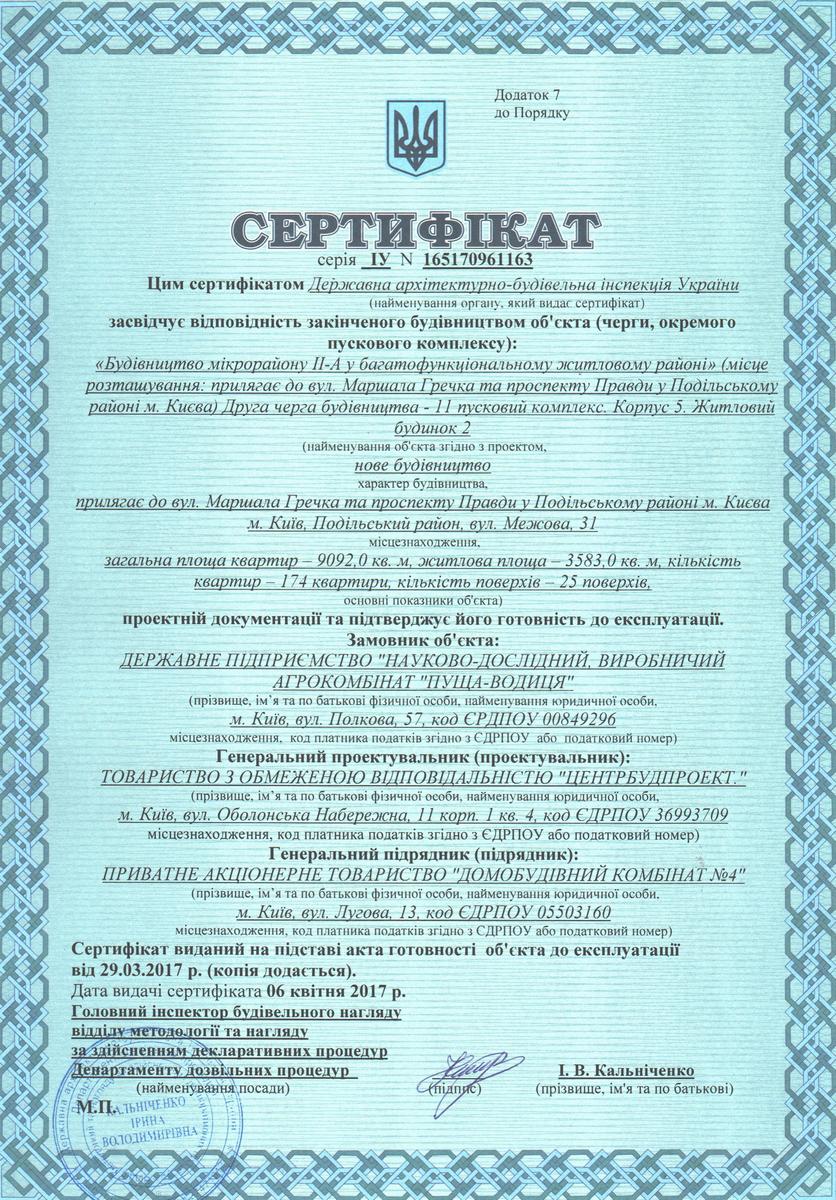 Додаток 7
до Порядку
СЕРТИФІКАТ
серія ІУ N 165170961163
Цим сертифікатом Державна архітектурно-будівельна інспекція України
(найменування органу, який видає сертифікат)
засвідчує відповідність закінченого будівництвом об'єкта (черги, окремого
пускового комплексу):
«Будівництво мікрорайону ІІ-А у багатофункціональному житловому районі» (місце
розташування: прилягає до вул. Маршала Гречка та проспекту Правди у Подільському
районі м. Києва) Друга черга будівництва - 11 пусковий комплекс. Корпус 5. Житловий
будинок 2
(найменування об'єкта згідно з проектом,
нове будівництво
характер будівництва,
прилягає до вул. Маршала Гречка та проспекту Правди у Подільському районі м. Києва
м. Київ, Подільський район, вул. Межова, 31
місцезнаходження,
загальна площа квартир – 9092,0 кв. м, житлова площа – 3583,0 кв. м, кількість
квартир – 174 квартири, кількість поверхів – 25 поверхів,
основні показники об'єкта)
проектній документації та підтверджує його готовність до експлуатації.
Замовник об'єкта:
ДЕРЖАВНЕ ПІДПРИЄМСТВО "НАУКОВО-ДОСЛІДНИЙ, ВИРОБНИЧИЙ
АГРОКОМБІНАТ "ПУЩА-ВОДИЦЯ"
(прізвище, ім’я та по батькові фізичної особи, найменування юридичної особи,
м. Київ, вул. Полкова, 57, код ЄРДПОУ 00849296
місцезнаходження, код платника податків згідно з ЄДРПОУ або податковий номер)
Генеральний проектувальник (проектувальник):
ТОВАРИСТВО З ОБМЕЖЕНОЮ ВІДПОВІДАЛЬНІСТЮ "ЦЕНТРБУДПРОЕКТ."
(прізвище, ім’я та по батькові фізичної особи, найменування юридичної особи,
м. Київ, вул. Оболонська Набережна, 11 корп. 1 кв. 4, код ЄДРПОУ 36993709
місцезнаходження, код платника податків згідно з ЄДРПОУ або податковий номер)
Генеральний підрядник (підрядник):
ПРИВАТНЕ АКЦІОНЕРНЕ ТОВАРИСТВО "ДОМОБУДІВНИЙ КОМБІНАТ №4"
(прізвище, ім’я та по батькові фізичної особи, найменування юридичної особи,
м. Київ, вул. Лугова, 13, код ЄДРПОУ 05503160
місцезнаходження, код платника податків згідно з ЄДРПОУ або податковий номер)
Сертифікат виданий на підставі акта готовності об'єкта до експлуатації
від 29.03.2017 р. (копія додається).
Дата видачі сертифіката 06 квітня 2017 р.
Головний інспектор будівельного нагляду
відділу методології та нагляду
за здійсненням декларативних процедур
Департаменту дозвільних процедур І. В. Кальніченко
(найменування посади) (підпис) (прізвище, ім'я та по батькові)
М.П.
КАЛЬНІЧЕНКО
ІРИНА
ВОЛОДИМИРІВНА